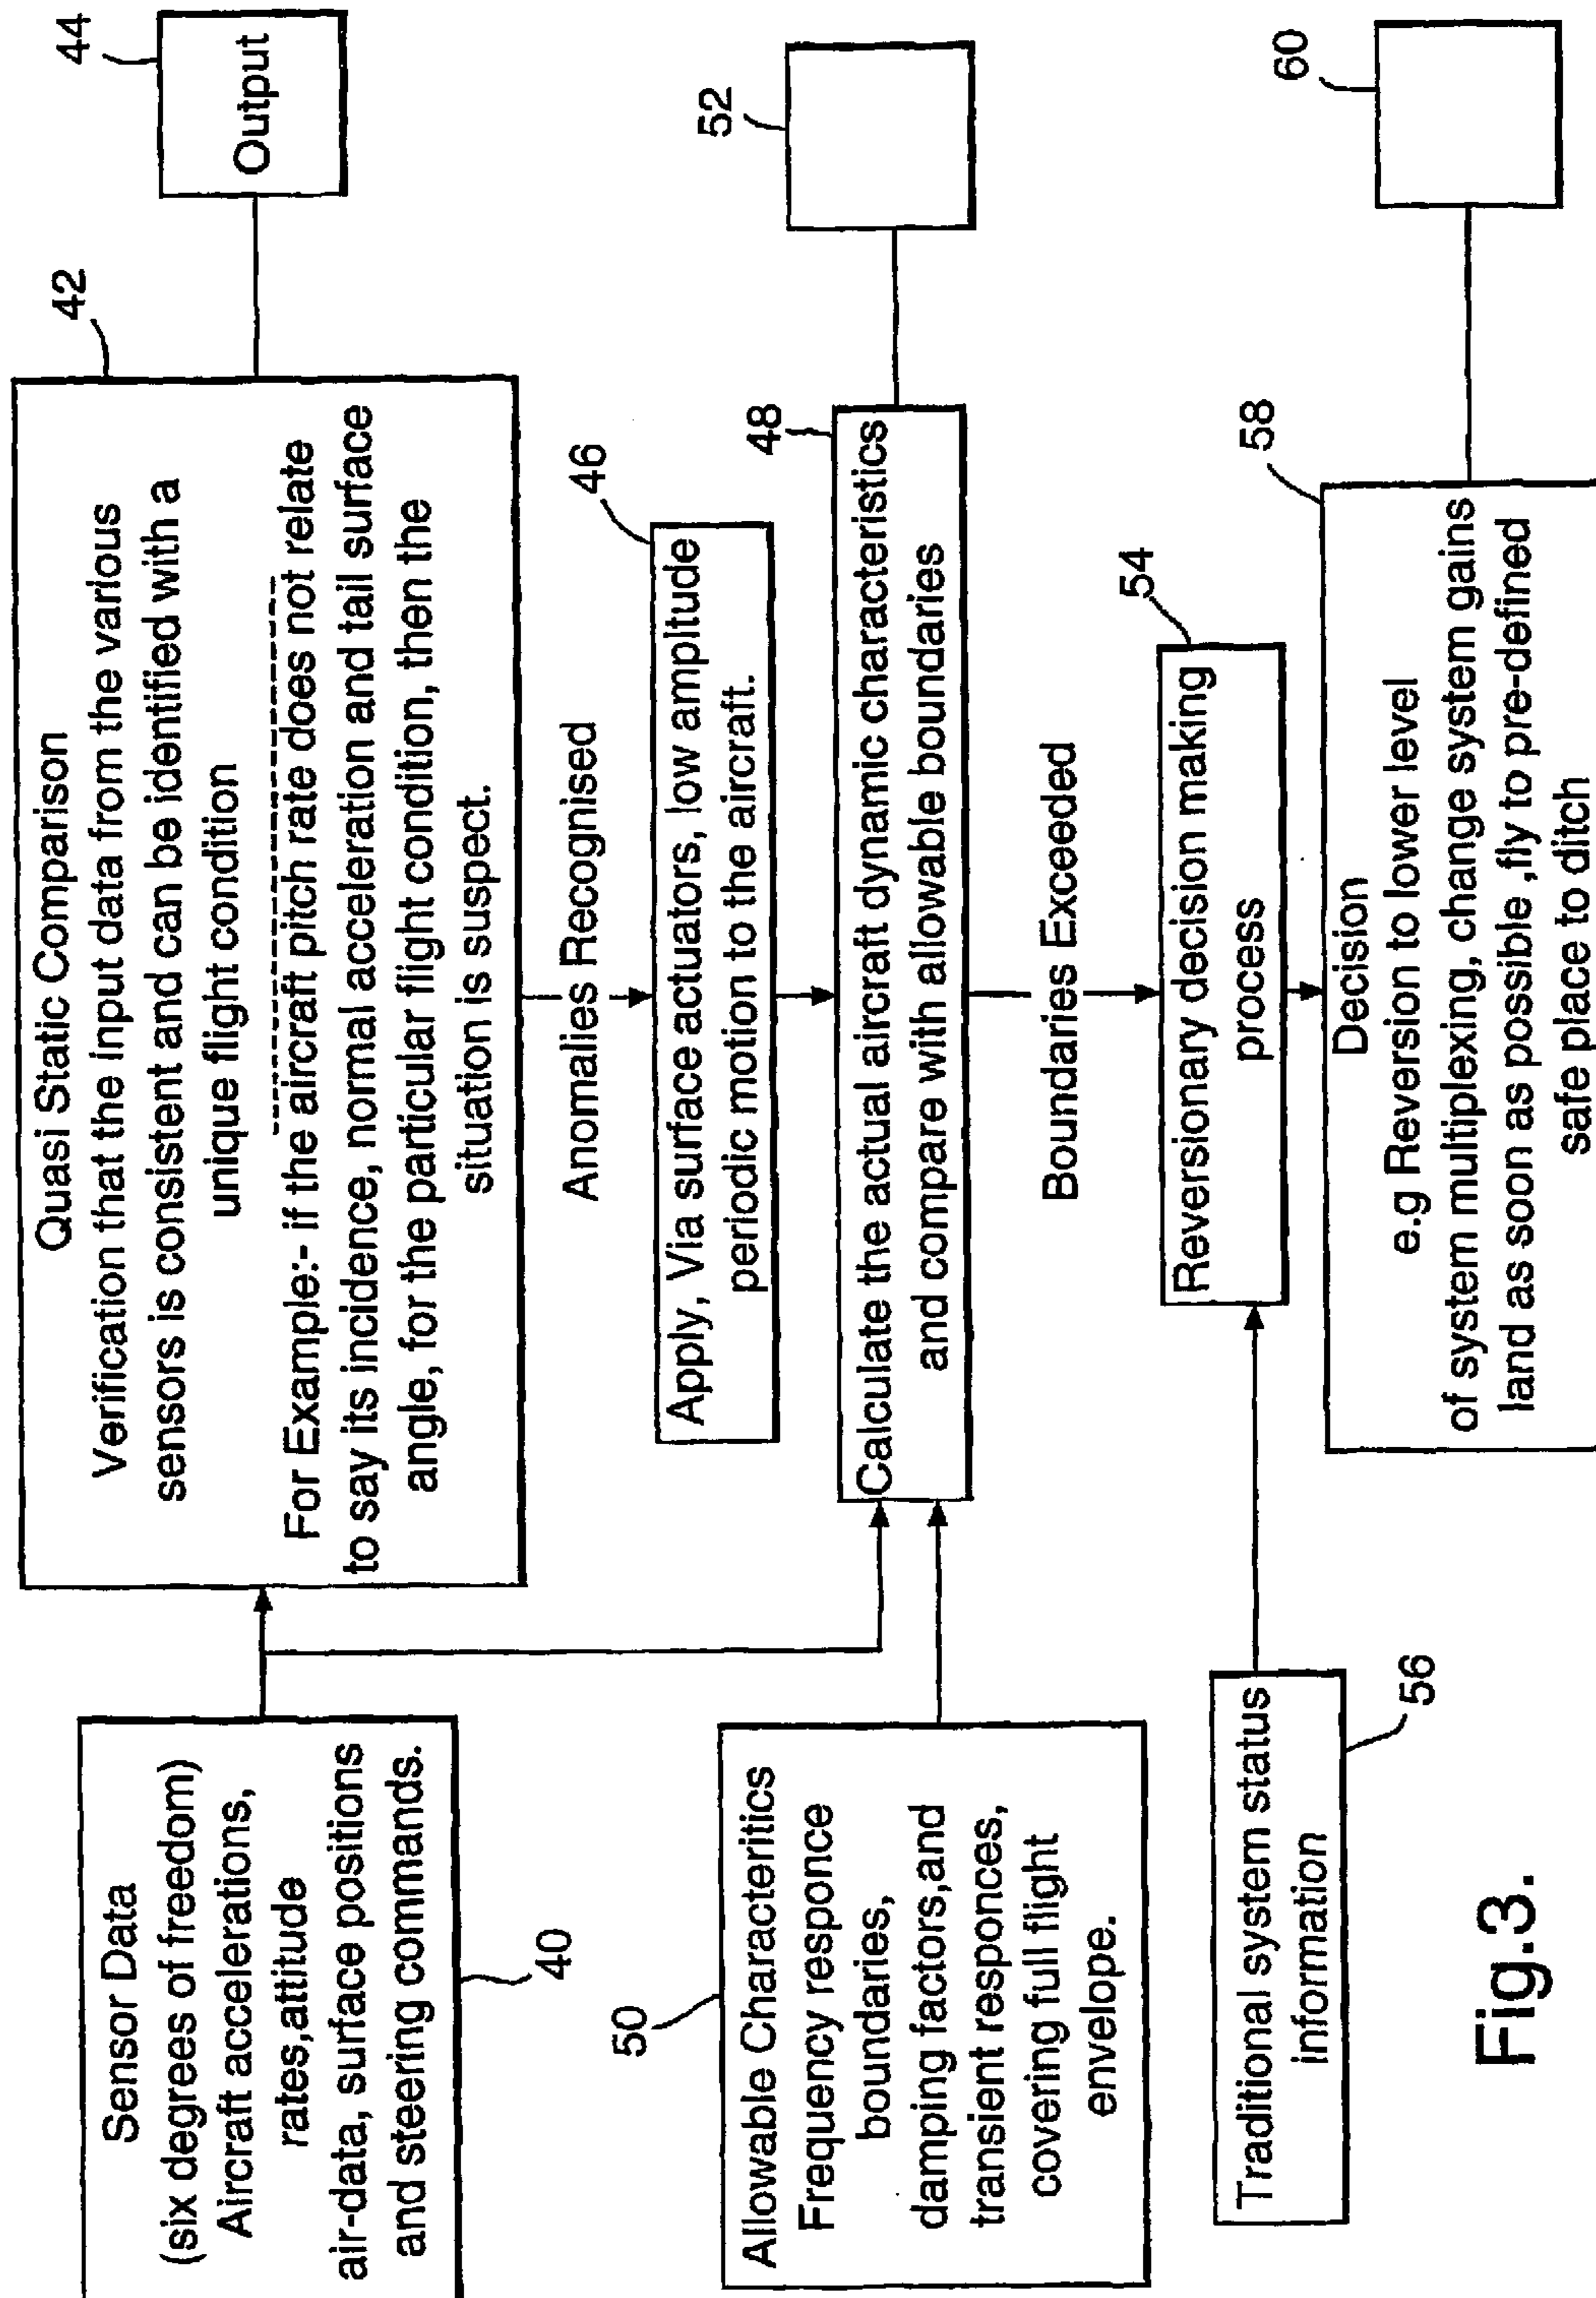 Sensor Data
(six degrees of freedom)
Aircraft accelerations,
rates,attitude
air-data, surface positions
and steering commands.
40
Quasi Static Comparison
Verification that the input data from the various
sensors is consistent and can be identified with a
unique flight condition
For Example:- if the aircraft pitch rate does not relate
to say its incidence, normal acceleration and tail surface
angle, for the particular flight condition, then the
situation is suspect.
42
Output
44
Anomalies Recognised
Apply, Via surface actuators, low ampltude
periodic motion to the aircraft.
46
50
Allowable Characterics
Frequency responce
boundaries,
damping factors,and
transient responces,
covering full flight
envelope.
Calculate the actual aircraft dynamic characteristics
and compare with allowable boundaries
48
52
Boundaries Exceeded
Traditional system status
information
56
Reversionary decision making
process
54
Decision
e.g Reversion to lower level
of system multiplexing, change system gains
land as soon as possible ,fly to pre-defined
safe place to ditch
58
60
Fig.3.